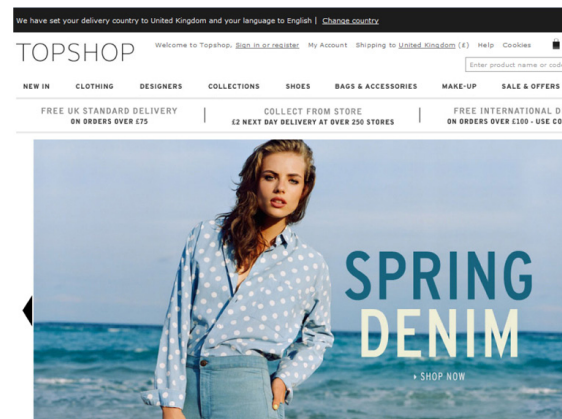 We have set your delivery country to United Kingdom and your language to English | Change country
TOPSHOP
Welcome to Topshop. Sign in or register My Account Shipping to United Kingdom (£) Help Cookies
Enter product name or code
NEW IN CLOTHING DESIGNERS COLLECTIONS SHOES BAGS & ACCESSORIES MAKE-UP SALE & OFFERS
FREE UK STANDARD DELIVERY
ON ORDERS OVER £75
COLLECT FROM STORE
£2 NEXT DAY DELIVERY AT OVER 250 STORES
FREE INTERNATIONAL D
ON ORDERS OVER £100 - USE CO
SPRING
DENIM
SHOP NOW